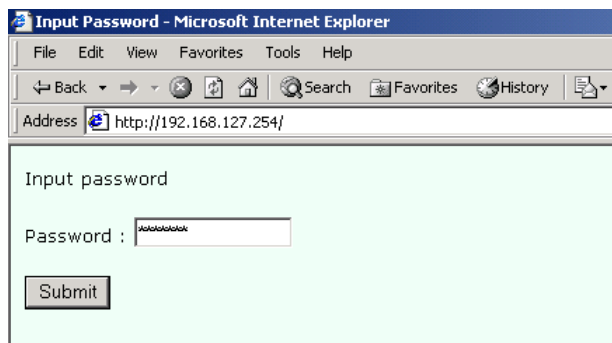 Input Password - Microsoft Internet Explorer
File Edit View Favorites Tools Help
Back Search Favorites History
Address http://192.168.127.254/
Input password
Password : ********
Submit